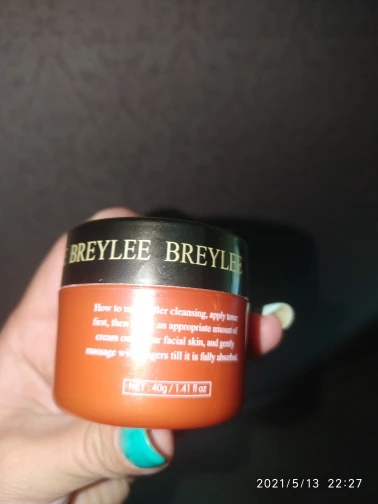 BREYLEE BREYLEE
How to cleansing, apply toner
first, then an appropriate amount of
cream facial skin, and gently
massage fingers till it is fully absorbed.
NET : 40g / 1.41 fl oz
2021/5/13 22:27